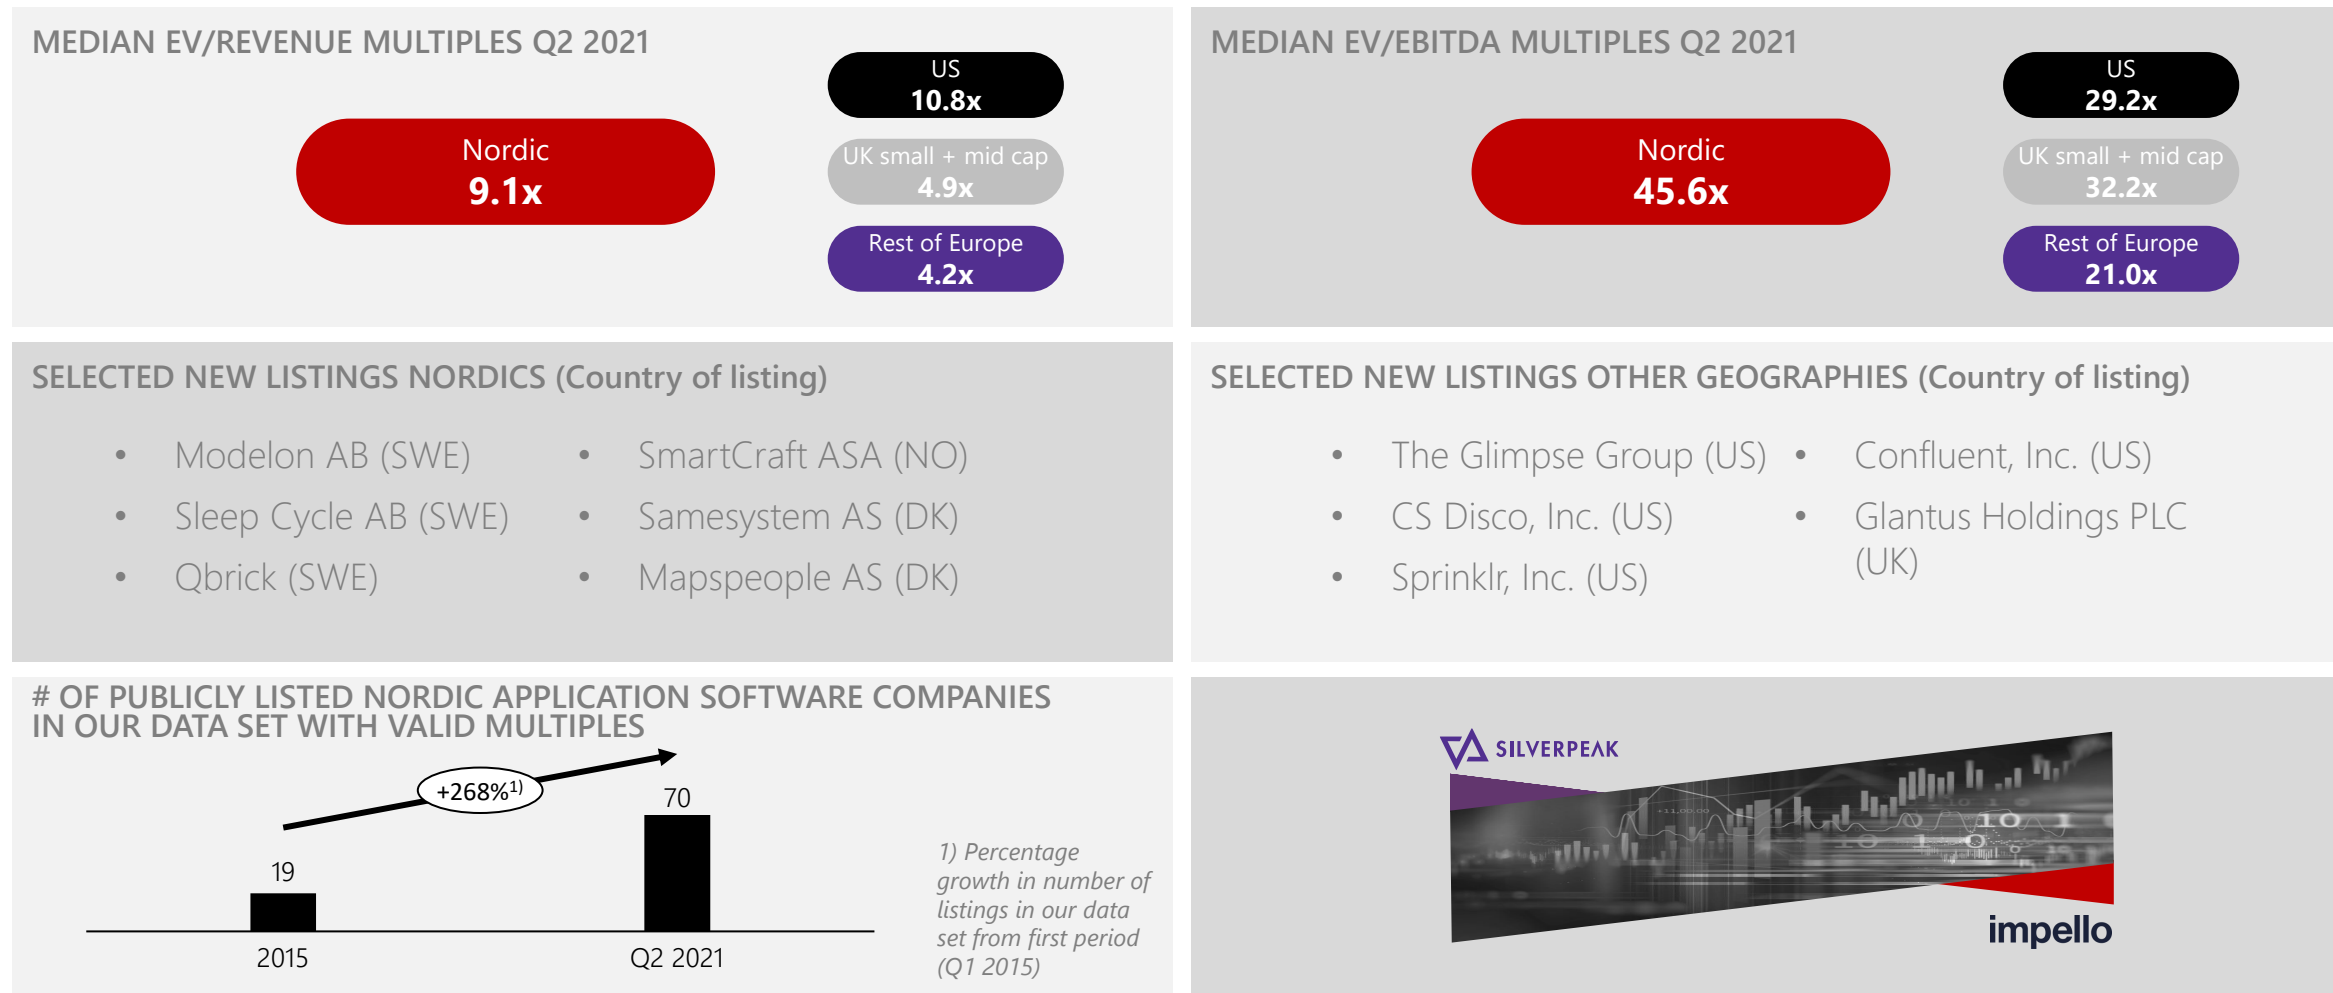 MEDIAN EV/REVENUE MULTIPLES Q2 2021
Nordic
9.1x
US
10.8x
UK small + mid cap
4.9x
Rest of Europe
4.2x
MEDIAN EV/EBITDA MULTIPLES Q2 2021
Nordic
45.6x
US
29.2x
UK small + mid cap
32.2x
Rest of Europe
21.0x
SELECTED NEW LISTINGS NORDICS (Country of listing)
• Modelon AB (SWE)
• Sleep Cycle AB (SWE)
• Qbrick (SWE)
• SmartCraft ASA (NO)
• Samesystem AS (DK)
• Mapspeople AS (DK)
SELECTED NEW LISTINGS OTHER GEOGRAPHIES (Country of listing)
• The Glimpse Group (US)
• CS Disco, Inc. (US)
• Sprinklr, Inc. (US)
• Confluent, Inc. (US)
• Glantus Holdings PLC
(UK)
# OF PUBLICLY LISTED NORDIC APPLICATION SOFTWARE COMPANIES
IN OUR DATA SET WITH VALID MULTIPLES
+268%1)
19
70
2015
Q2 2021
1) Percentage
growth in number of
listings in our data
set from first period
(Q1 2015)
SILVERPEAK
impello